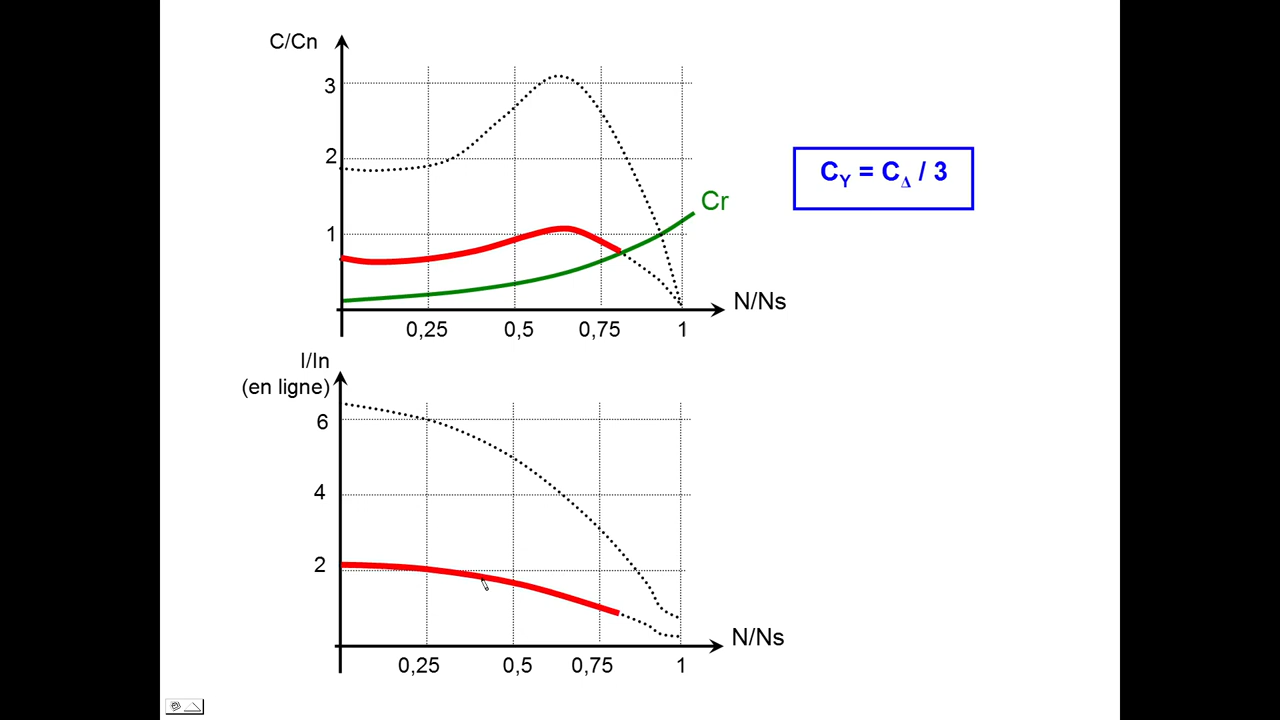 C/Cn
3
2
1
Cr
C_Y = C_Δ / 3
N/Ns
0,25 0,5 0,75 1
I/In
(en ligne)
6
4
2
N/Ns
0,25 0,5 0,75 1